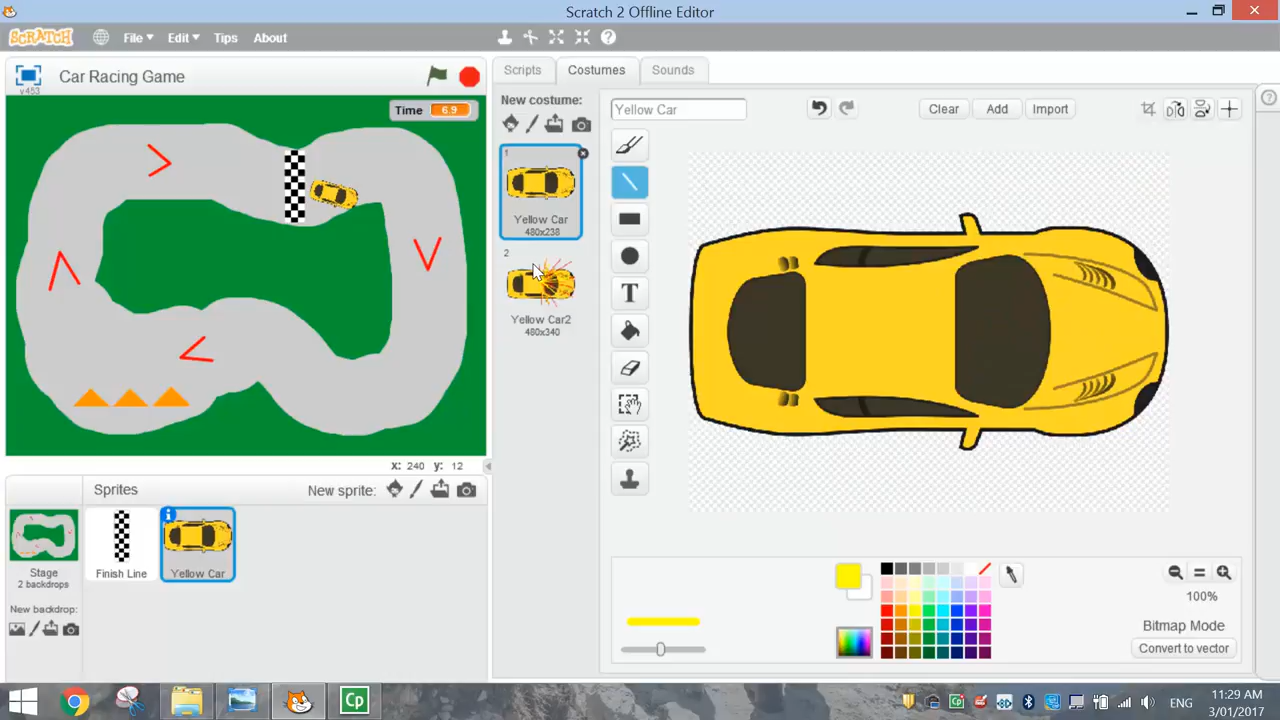 Scratch 2 Offline Editor
SCRATCH File Edit Tips About
Scripts Costumes Sounds
v453
Car Racing Game
New costume:
Yellow Car
Clear Add Import
Time 6.9
1
Yellow Car
480x238
2
Yellow Car2
480x340
T
x: 240 y: 12
Sprites New sprite:
Stage
2 backdrops
Finish Line
Yellow Car
New backdrop:
100%
Bitmap Mode
Convert to vector
Cp
Cp
ENG
11:29 AM
3/01/2017